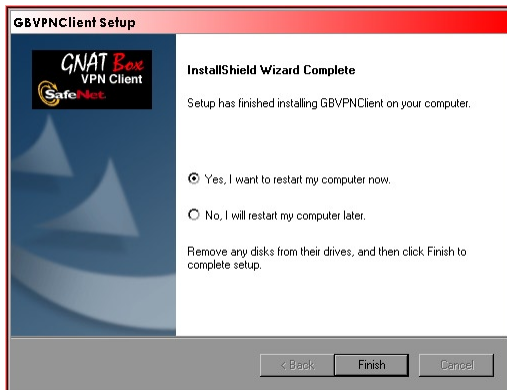 GBVPNClient Setup
GNAT Box
VPN Client
SafeNet
InstallShield Wizard Complete
Setup has finished installing GBVPNClient on your computer.
Yes, I want to restart my computer now.
No, I will restart my computer later.
Remove any disks from their drives, and then click Finish to
complete setup.
< Back
Finish
Cancel